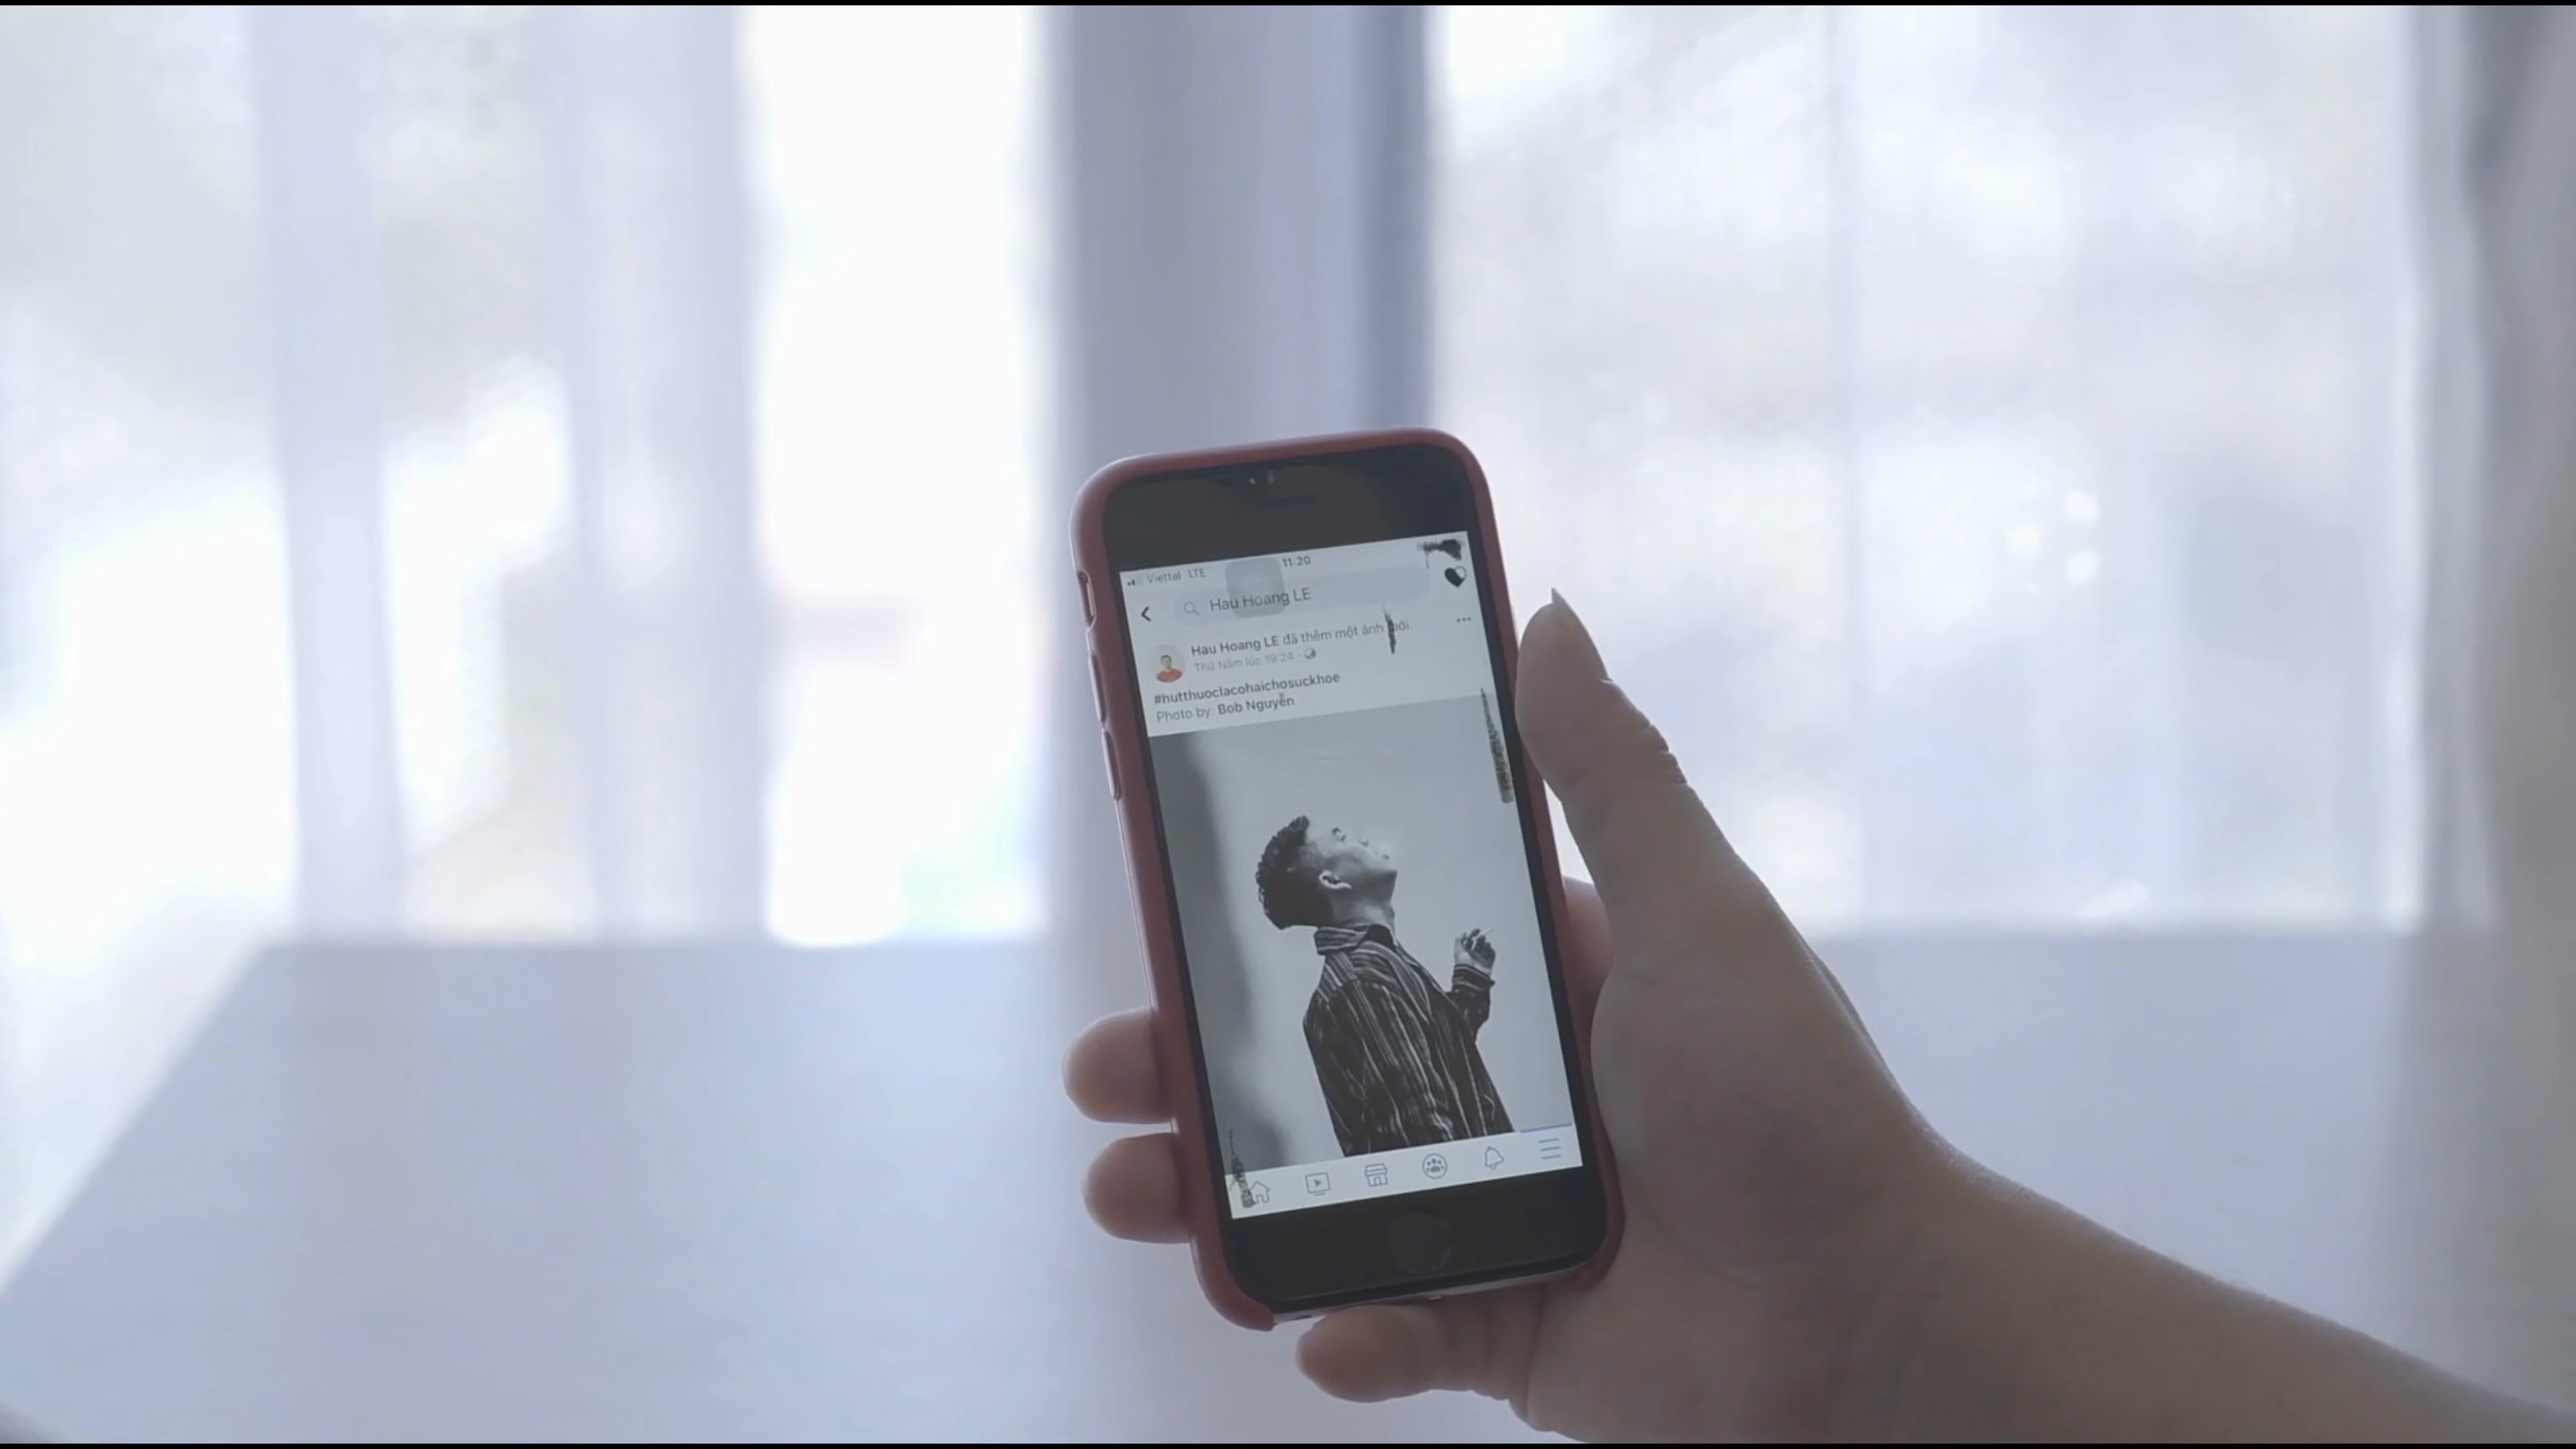 Viettel LTE 11:20
Hau Hoang LE
Hau Hoang LE đã thêm một ảnh
Thứ Năm lúc 19:24
#hutthuoclacohaichosuckhoe
Photo by: Bob Nguyễn